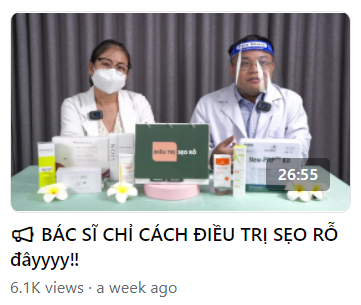 ĐIỀU TRỊ SẸO RỖ
26:55
📢 BÁC SĨ CHỈ CÁCH ĐIỀU TRỊ SẸO RỖ
đâyyyy!!
6.1K views · a week ago